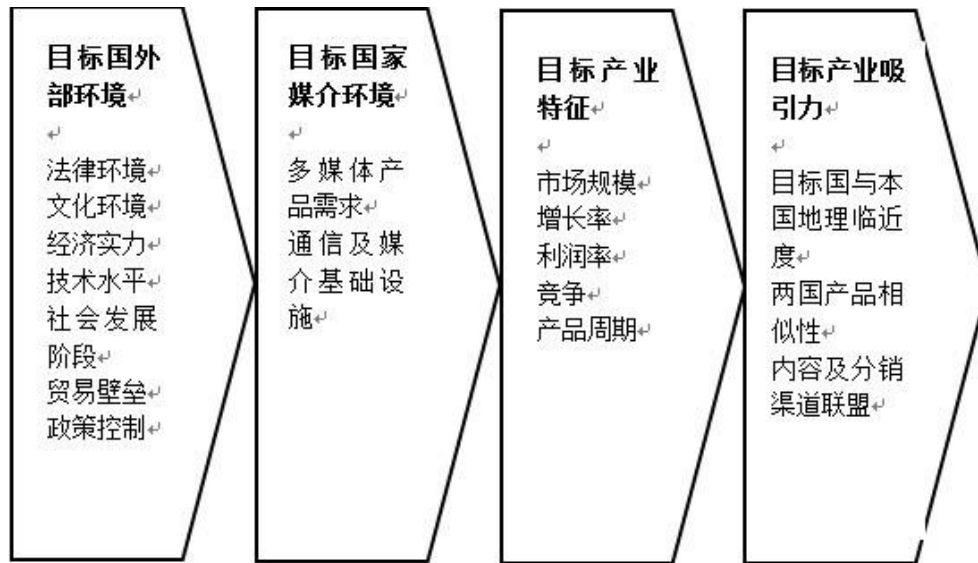 目标国外
部环境
法律环境
文化环境
经济实力
技术水平
社会发展
阶段
贸易壁垒
政策控制
目标国家
媒介环境
多媒体产
品需求
通信及媒
介基础设
施
目标产业
特征
市场规模
增长率
利润率
竞争
产品周期
目标产业吸
引力
目标国与本
国地理临近
度
两国产品相
似性
内容及分销
渠道联盟